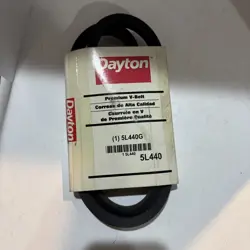 Dayton
Premium V-Belt
Correas de Alta Calidad
Courroie en V
de Première Qualité
(1) 5L440G
5L440
Dayton